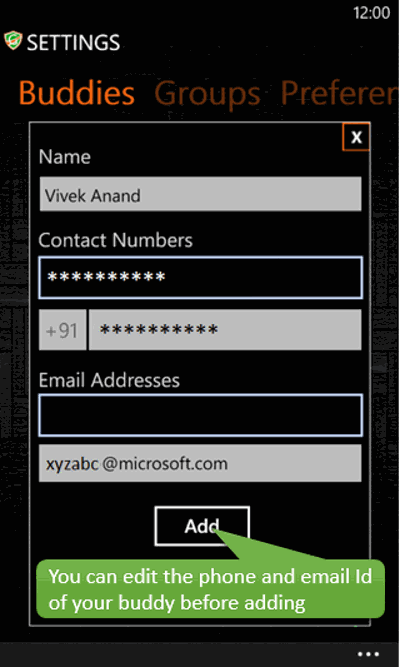 12:00
SETTINGS
Buddies Groups Preferen
X
Name
Vivek Anand
Contact Numbers
**********
+91 **********
Email Addresses
xyzabc @microsoft.com
Add
You can edit the phone and email Id
of your buddy before adding